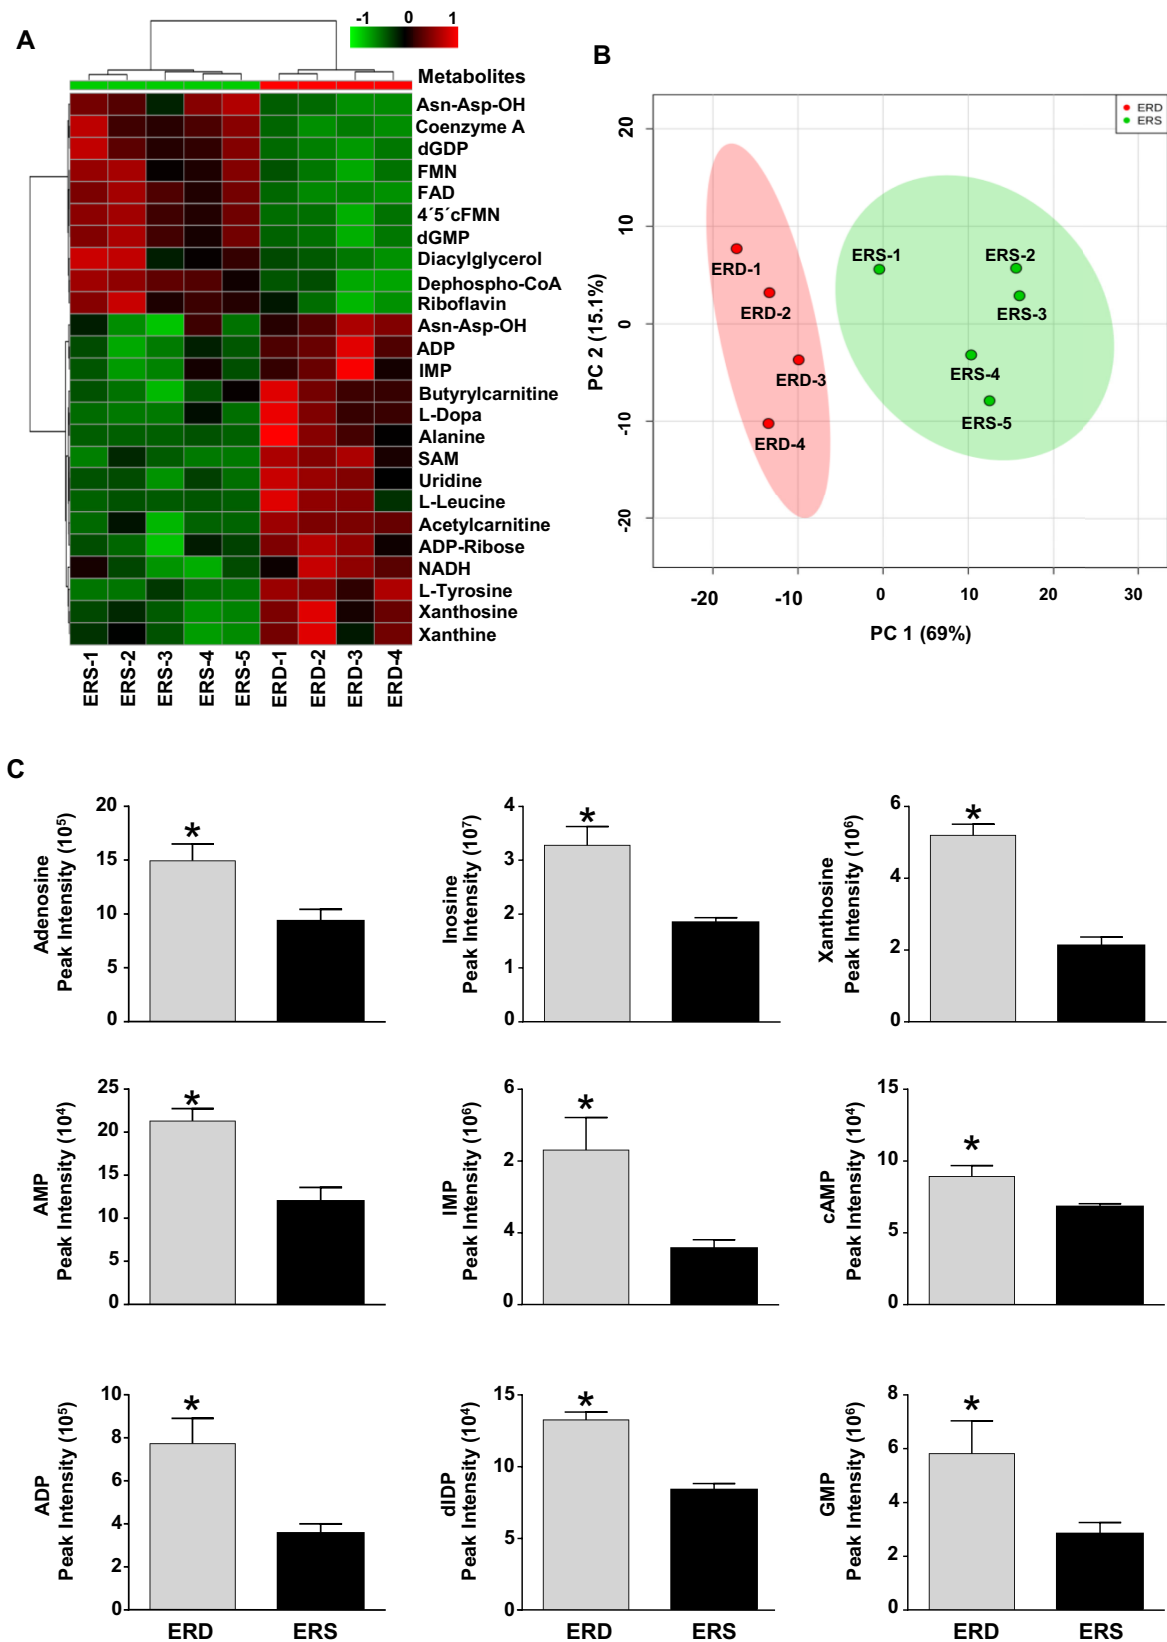 A
-1 0 1
Metabolites
Asn-Asp-OH
Coenzyme A
dGDP
FMN
FAD
4´5´cFMN
dGMP
Diacylglycerol
Dephospho-CoA
Riboflavin
Asn-Asp-OH
ADP
IMP
Butyrylcarnitine
L-Dopa
Alanine
SAM
Uridine
L-Leucine
Acetylcarnitine
ADP-Ribose
NADH
L-Tyrosine
Xanthosine
Xanthine
ERS-1
ERS-2
ERS-3
ERS-4
ERS-5
ERD-1
ERD-2
ERD-3
ERD-4
B
ERD
ERS
20
10
0
-10
-20
PC 2 (15.1%)
ERD-1
ERD-2
ERD-3
ERD-4
ERS-1
ERS-2
ERS-3
ERS-4
ERS-5
-20 -10 0 10 20 30
PC 1 (69%)
C
Adenosine
Peak Intensity (10⁵)
20
15
10
5
0
*
Inosine
Peak Intensity (10⁷)
4
3
2
1
0
*
Xanthosine
Peak Intensity (10⁶)
6
4
2
0
*
AMP
Peak Intensity (10⁴)
25
20
15
10
5
0
*
IMP
Peak Intensity (10⁶)
6
2
4
0
*
cAMP
Peak Intensity (10⁴)
15
10
5
0
*
ADP
Peak Intensity (10⁵)
10
8
6
4
2
0
*
ERD ERS
dIDP
Peak Intensity (10⁴)
15
10
5
0
*
ERD ERS
GMP
Peak Intensity (10⁶)
8
6
4
2
0
*
ERD ERS